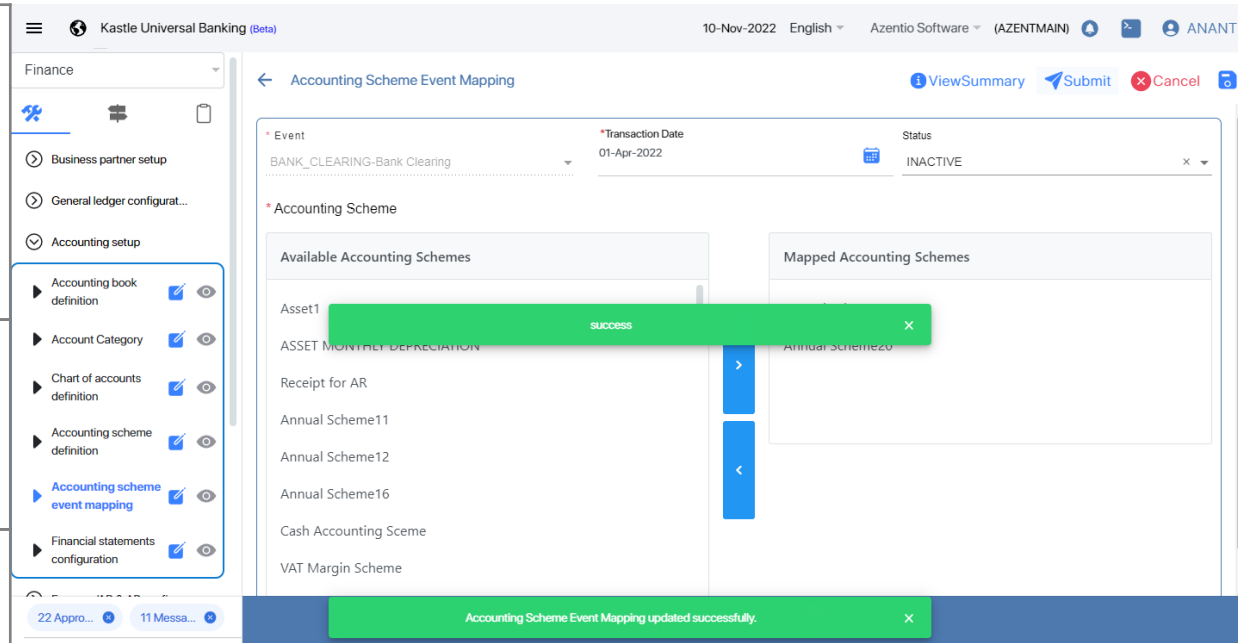 Kastle Universal Banking (Beta)
10-Nov-2022 English Azentio Software (AZENTMAIN) ANANT
Finance
Accounting Scheme Event Mapping
ViewSummary Submit Cancel
Business partner setup
General ledger configurat...
Accounting setup
Accounting book
definition
Account Category
Chart of accounts
definition
Accounting scheme
definition
Accounting scheme
event mapping
Financial statements
configuration
22 Appro... 11 Messa...
* Event
BANK_CLEARING-Bank Clearing
*Transaction Date
01-Apr-2022
Status
INACTIVE
* Accounting Scheme
Available Accounting Schemes
Asset1
ASSET MONTHLY DEPRECIATION
Receipt for AR
Annual Scheme11
Annual Scheme12
Annual Scheme16
Cash Accounting Sceme
VAT Margin Scheme
Mapped Accounting Schemes
Annual Scheme20
success
Accounting Scheme Event Mapping updated successfully.